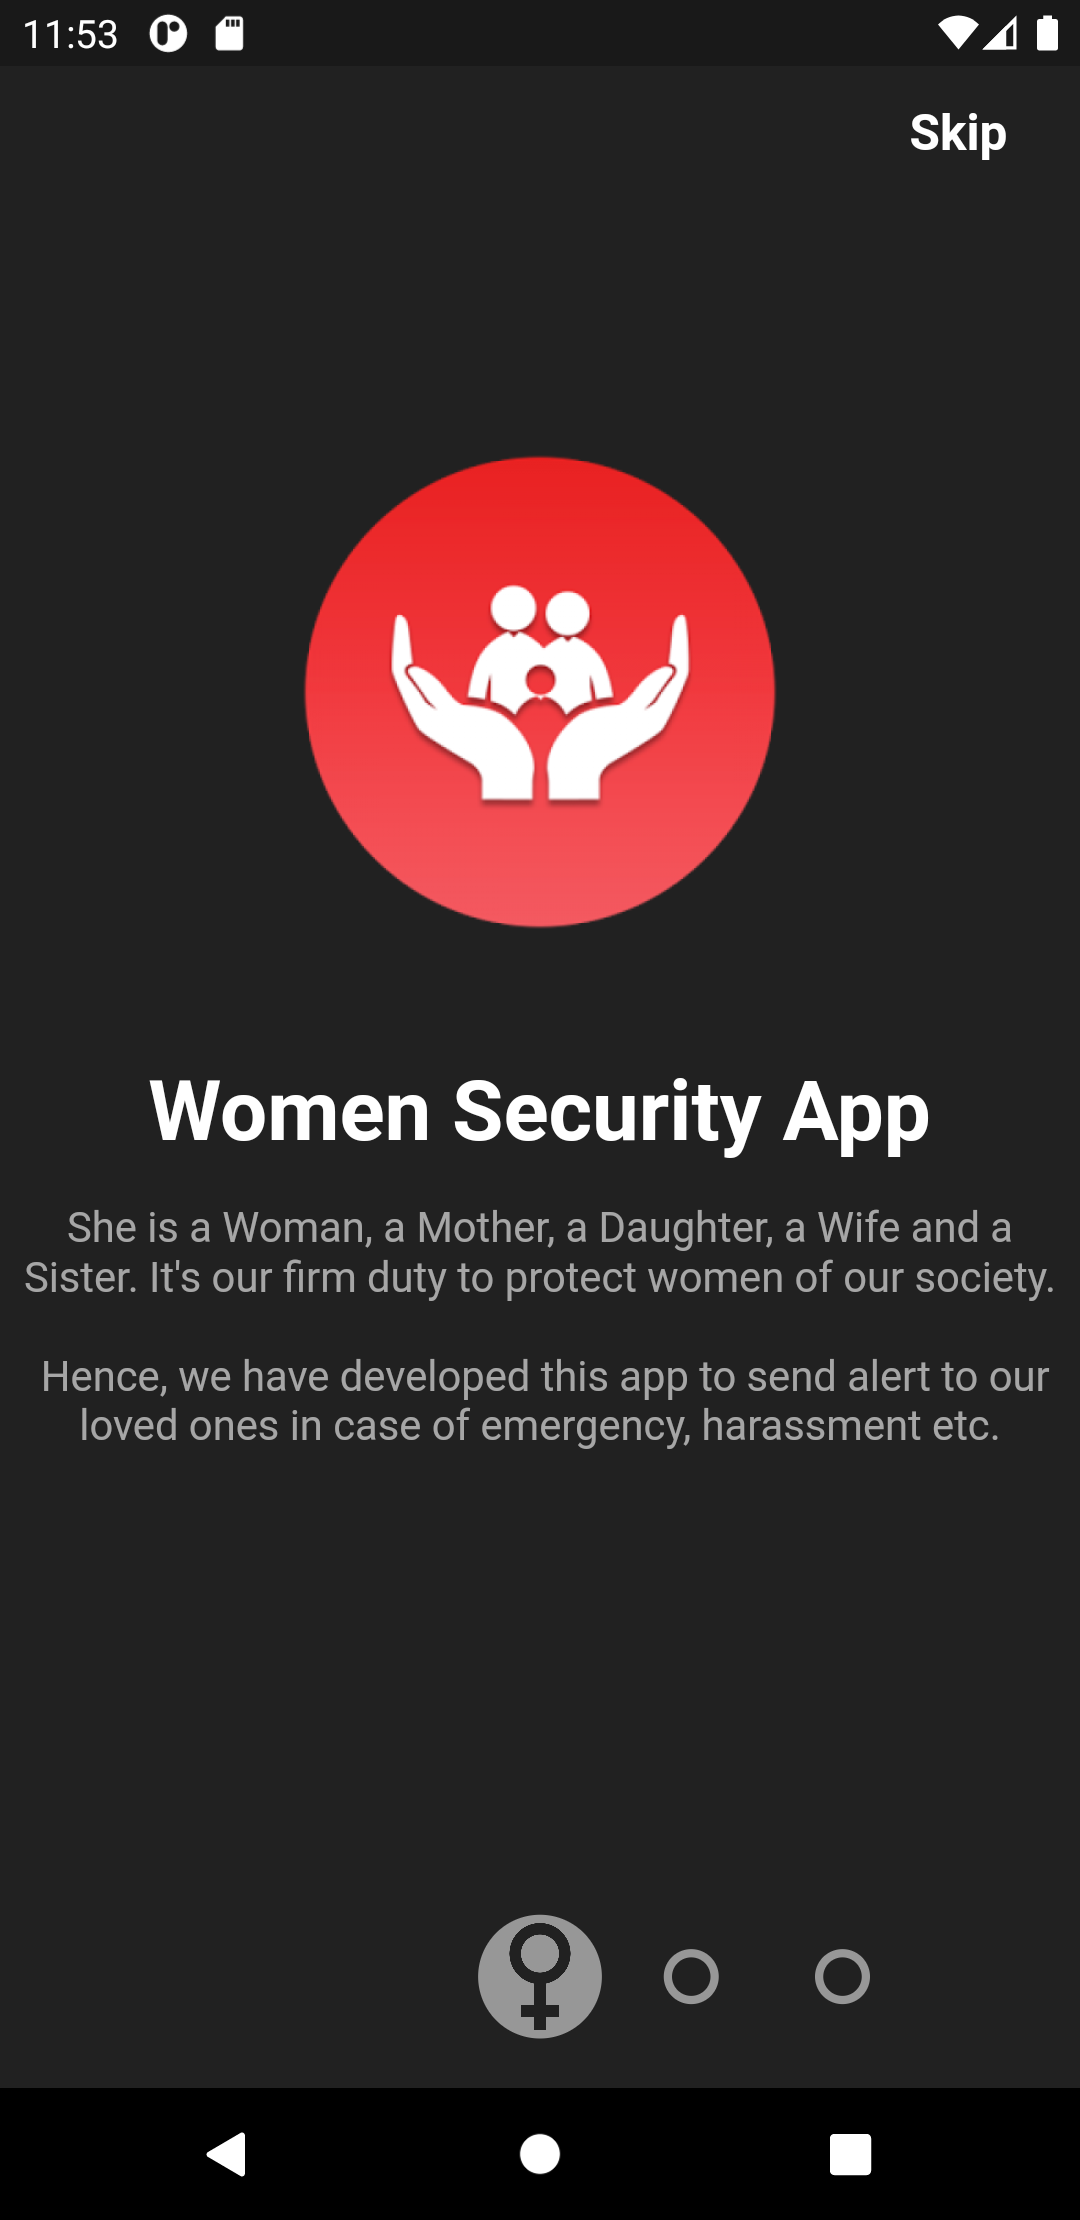 11:53
Skip
Women Security App
She is a Woman, a Mother, a Daughter, a Wife and a
Sister. It's our firm duty to protect women of our society.
Hence, we have developed this app to send alert to our
loved ones in case of emergency, harassment etc.